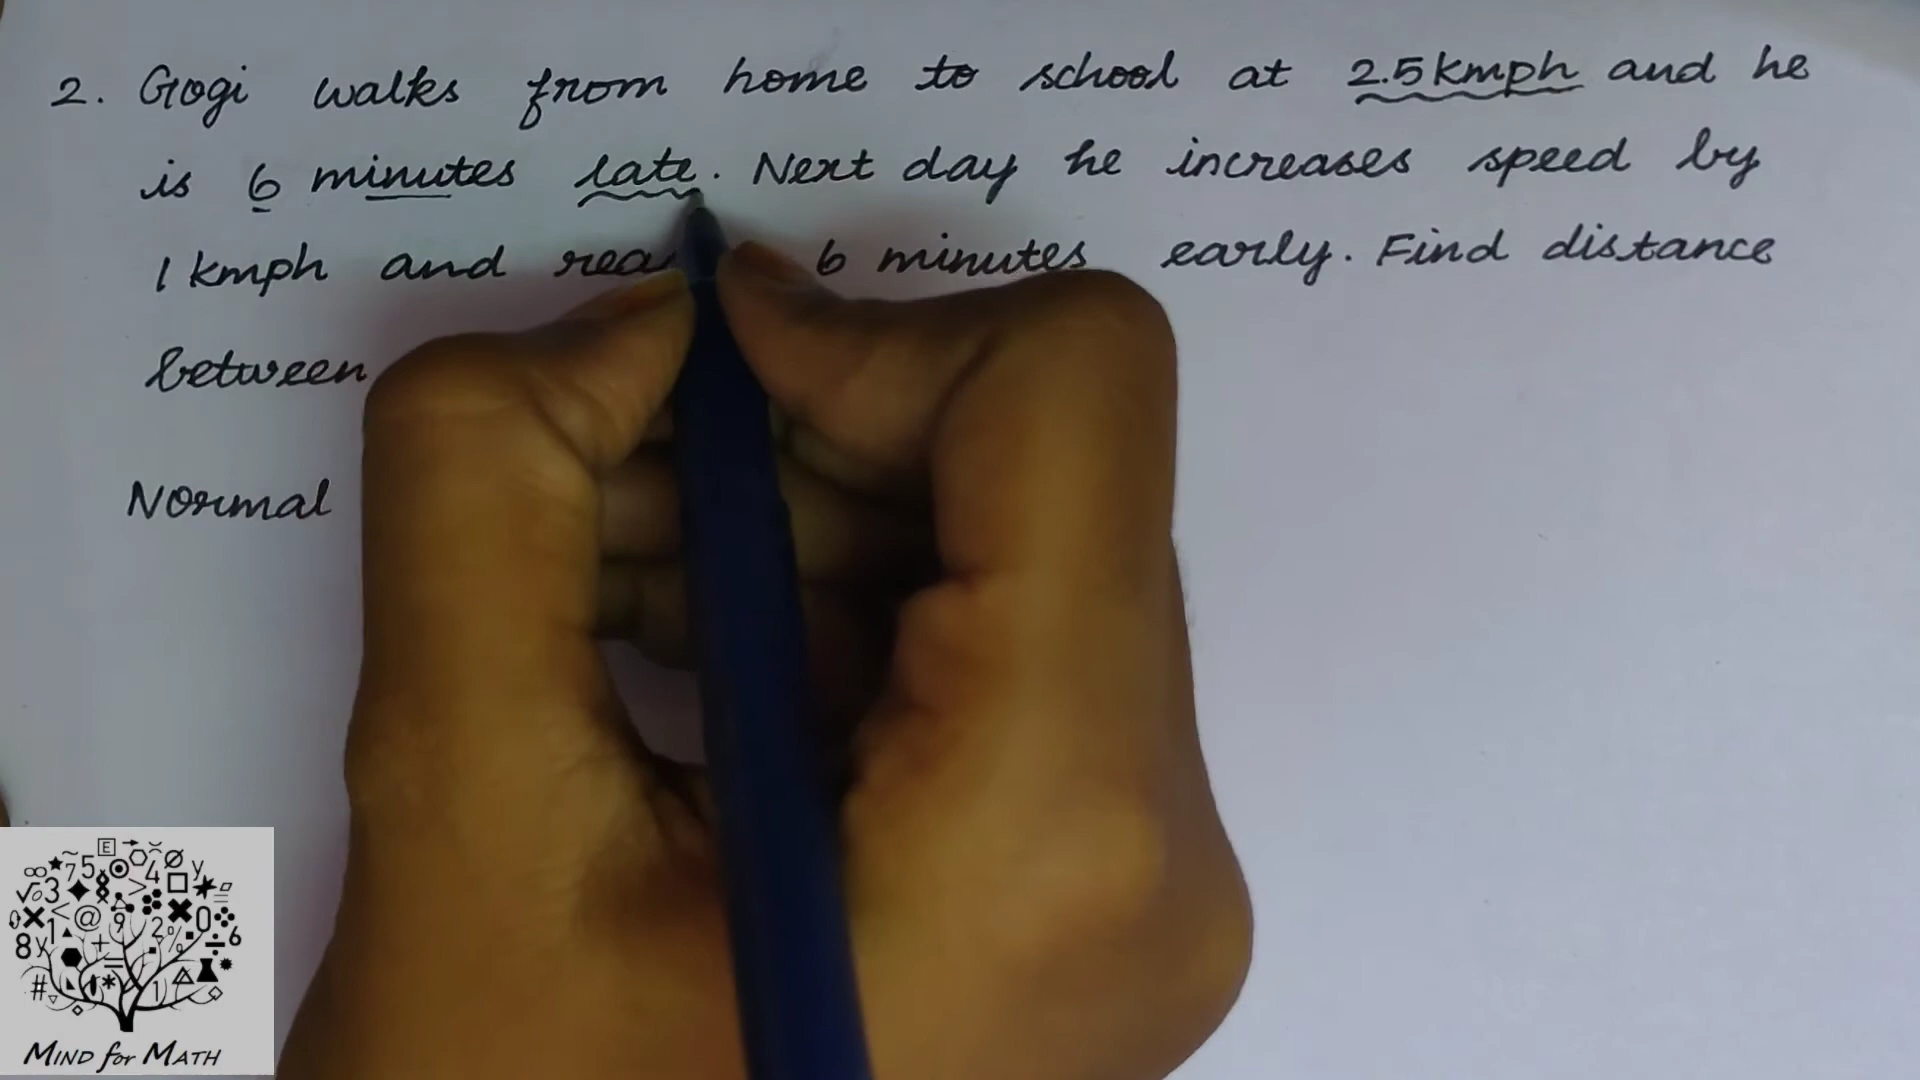 2. Gogi walks from home to school at 2.5kmph and he
is 6 minutes late. Next day he increases speed by
1 kmph and 6 minutes early. Find distance
between
Normal
MIND for MATH